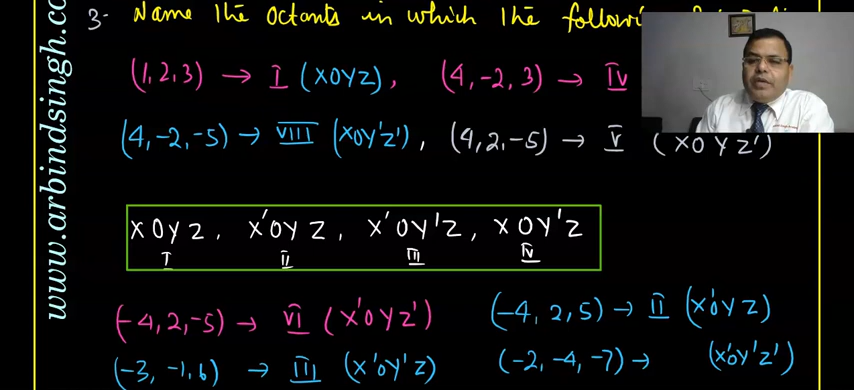 www.arbindsingh.co
3- Name the octants in which the following
(1,2,3) → I (XOYZ), (4,-2,3) → IV
(4,-2,-5) → VIII (XOY'Z'), (4,2,-5) → V (XOYZ')
XOYZ, X'OYZ, X'OY'Z, XOY'Z
I II III IV
(-4,2,-5) → VI (X'OYZ') (-4,2,5) → II (X'OYZ)
(-3,-1,6) → III (X'OY'Z) (-2,-4,-7) → (X'OY'Z')